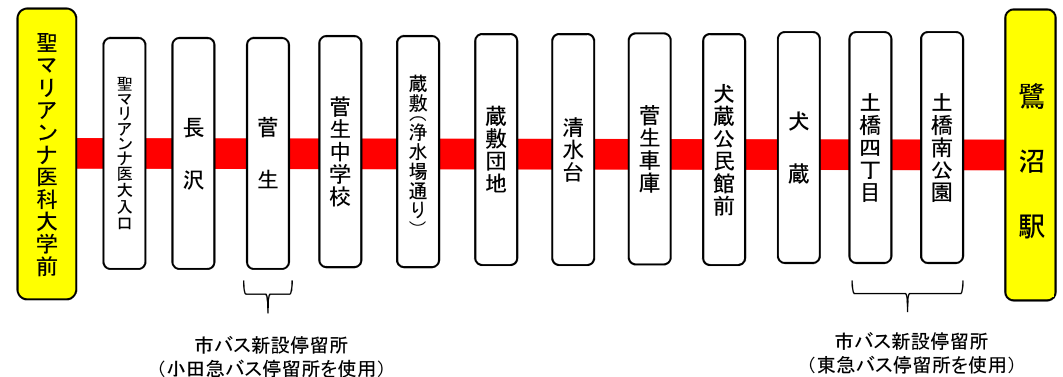 聖マリアンナ医科大学前
聖マリアンナ医大入口
長沢
菅生
菅生中学校
蔵敷(浄水場通り)
蔵敷団地
清水台
菅生車庫
犬蔵公民館前
犬蔵
土橋四丁目
土橋南公園
鷺沼駅
市バス新設停留所
(小田急バス停留所を使用)
市バス新設停留所
(東急バス停留所を使用)